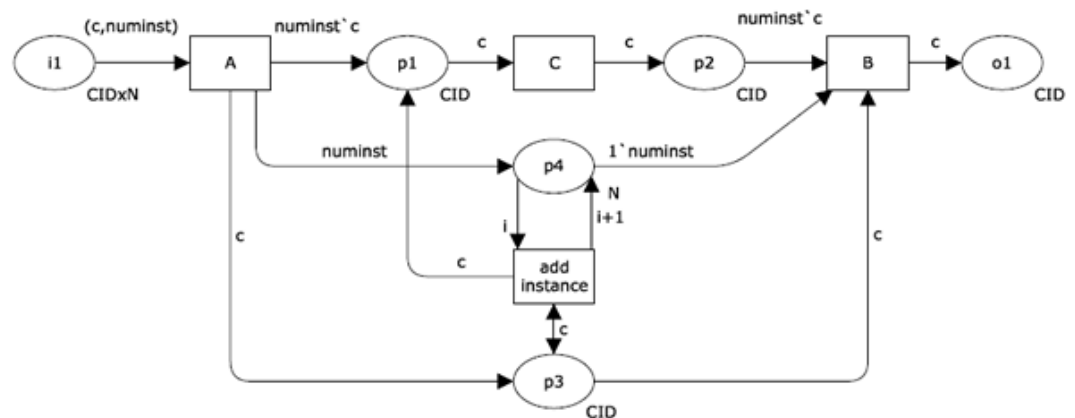 (c,numinst)
numinst`c
c
c
numinst`c
c
i1
A
p1
C
p2
B
o1
CIDxN
CID
CID
CID
numinst
p4
1`numinst
N
i
i+1
c
c
c
add
instance
c
p3
CID